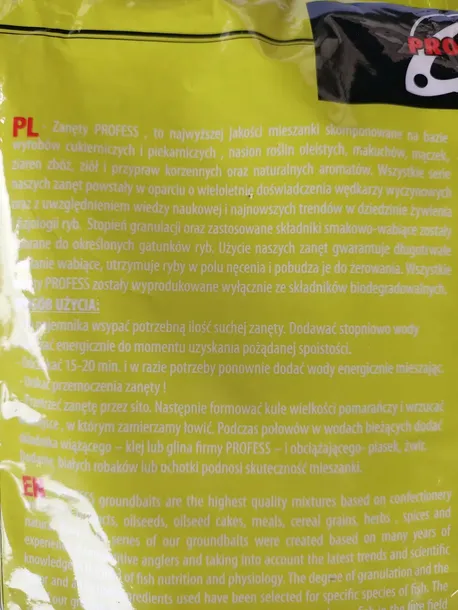 PRO
PL Zanęty PROFESS , to najwyższej jakości mieszanki skomponowane na bazie
wyrobów cukierniczych i piekarniczych , nasion roślin oleistych, makuchów, mączek,
ziaren zbóż, ziół i przypraw korzennych oraz naturalnych aromatów. Wszystkie serie
naszych zanęt powstały w oparciu o wieloletnie doświadczenia wędkarzy wyczynowych
oraz z uwzględnieniem wiedzy naukowej i najnowszych trendów w dziedzinie żywienia
fizjologii ryb. Stopień granulacji oraz zastosowane składniki smakowo-wabiące zostały
do określonych gatunków ryb. Użycie naszych zanęt gwarantuje długotrwałe
wabiące, utrzymuje ryby w polu nęcenia i pobudza je do żerowania. Wszystkie
PROFESS zostały wyprodukowane wyłącznie ze składników biodegradowalnych.
UŻYCIA:
wsypać potrzebną ilość suchej zanęty. Dodawać stopniowo wody
energicznie do momentu uzyskania pożądanej spoistości.
15-20 min. I w razie potrzeby ponownie dodać wody energicznie mieszając.
przemoczenia zanęty !
zanętę przez sito. Następnie formować kule wielkości pomarańczy i wrzucać
w którym zamierzamy łowić. Podczas połowów w wodach bieżących dodać
wiążącego – klej lub glina firmy PROFESS – i obciążającego- piasek, żwir.
białych robaków lub ochotki podnosi skuteczność mieszanki.
EN groundbaits are the highest quality mixtures based on confectionery
oilseeds, oilseed cakes, meals, cereal grains, herbs , spices and
of our groundbaits were created based on many years of
anglers and taking into account the latest trends and scientific
of fish nutrition and physiology. The degree of granulation and the
ingredients used have been selected for specific species of fish. The
our
fish in the field